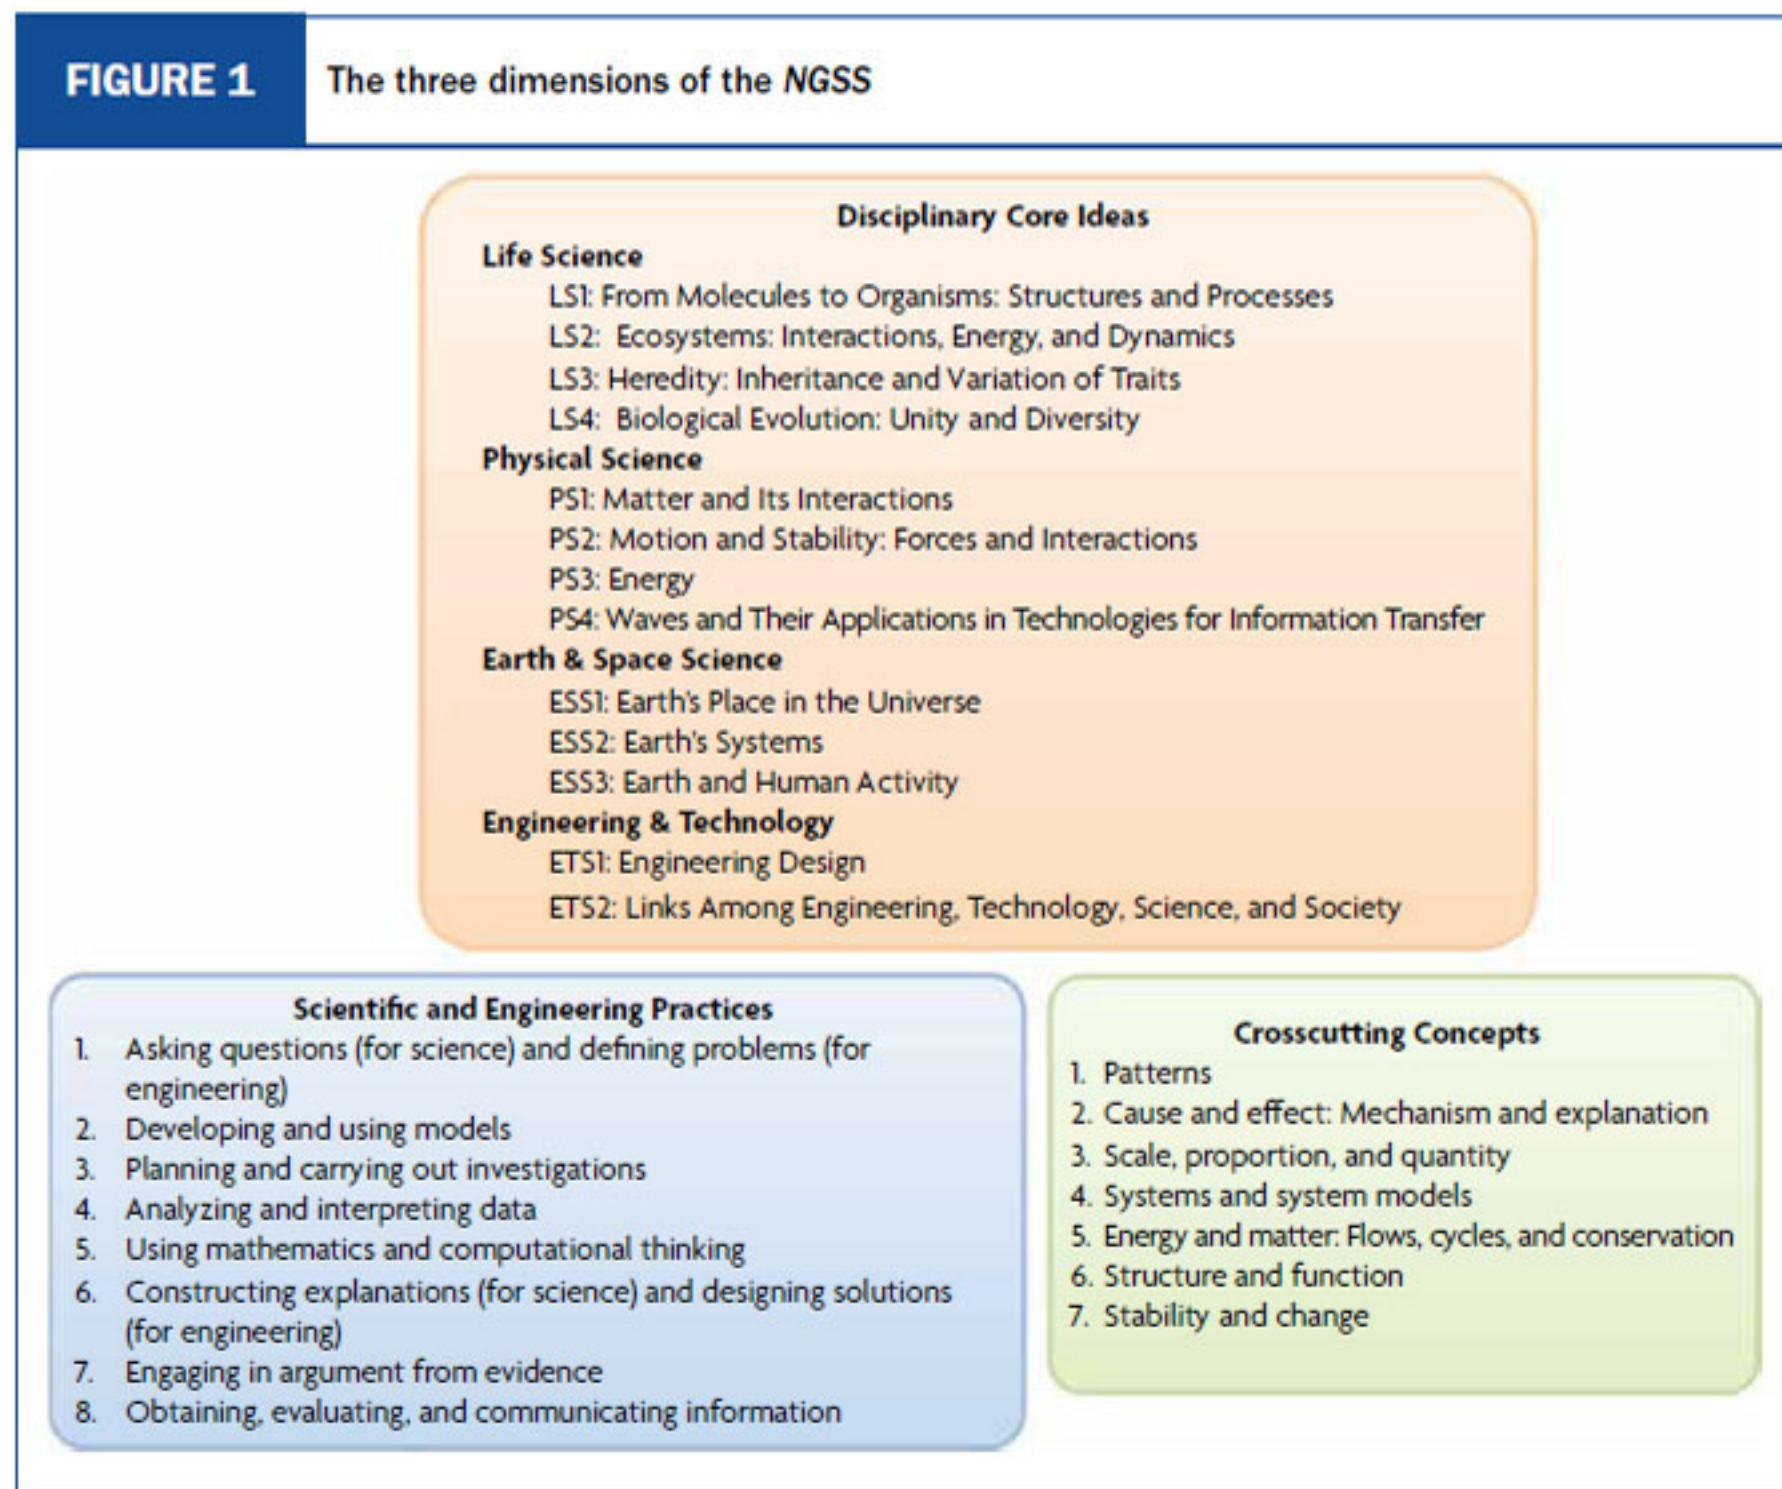 FIGURE 1
The three dimensions of the NGSS
Disciplinary Core Ideas
Life Science
LS1: From Molecules to Organisms: Structures and Processes
LS2: Ecosystems: Interactions, Energy, and Dynamics
LS3: Heredity: Inheritance and Variation of Traits
LS4: Biological Evolution: Unity and Diversity
Physical Science
PS1: Matter and Its Interactions
PS2: Motion and Stability: Forces and Interactions
PS3: Energy
PS4: Waves and Their Applications in Technologies for Information Transfer
Earth & Space Science
ESS1: Earth's Place in the Universe
ESS2: Earth's Systems
ESS3: Earth and Human Activity
Engineering & Technology
ETS1: Engineering Design
ETS2: Links Among Engineering, Technology, Science, and Society
Scientific and Engineering Practices
1. Asking questions (for science) and defining problems (for
engineering)
2. Developing and using models
3. Planning and carrying out investigations
4. Analyzing and interpreting data
5. Using mathematics and computational thinking
6. Constructing explanations (for science) and designing solutions
(for engineering)
7. Engaging in argument from evidence
8. Obtaining, evaluating, and communicating information
Crosscutting Concepts
1. Patterns
2. Cause and effect: Mechanism and explanation
3. Scale, proportion, and quantity
4. Systems and system models
5. Energy and matter: Flows, cycles, and conservation
6. Structure and function
7. Stability and change